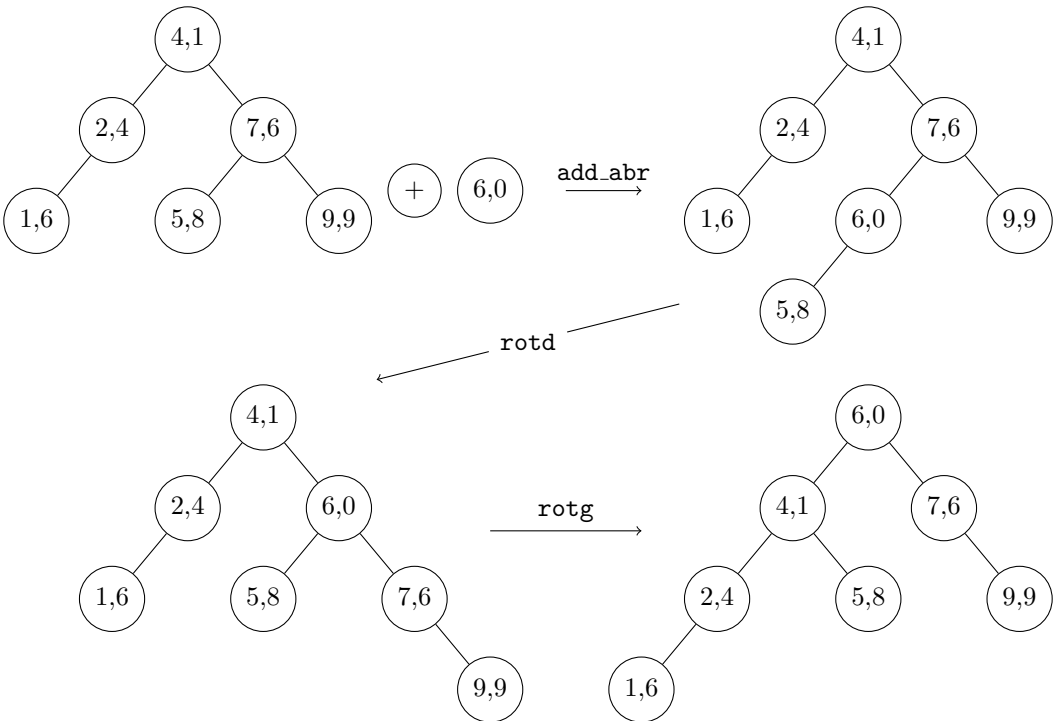 4,1 4,1
2,4 7,6 2,4 7,6
add_abr
1,6 5,8 9,9 + 6,0 1,6 6,0 9,9
5,8
rotd
4,1 6,0
2,4 6,0 rotg 4,1 7,6
1,6 5,8 7,6 2,4 5,8 9,9
9,9 1,6